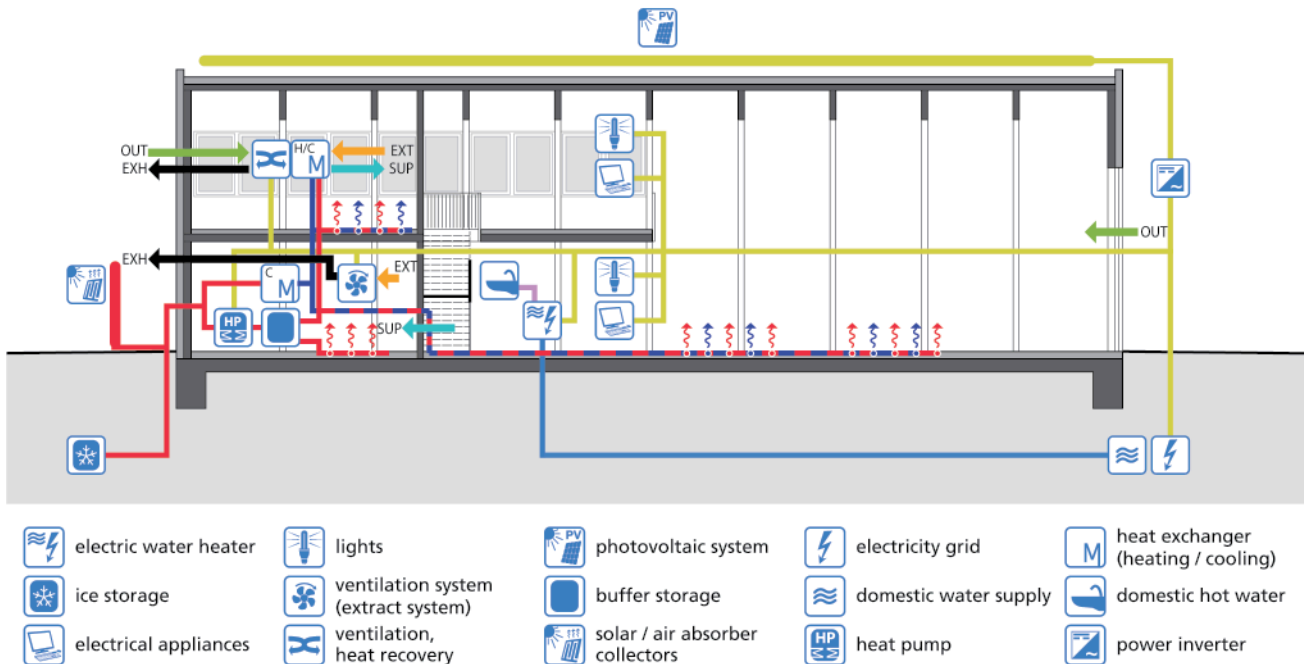 PV
OUT
EXH
H/C
M
EXT
SUP
OUT
EXH
C
M
EXT
HP
SUP
electric water heater
lights
PV
photovoltaic system
electricity grid
M
heat exchanger
(heating / cooling)
ice storage
ventilation system
(extract system)
buffer storage
domestic water supply
domestic hot water
electrical appliances
ventilation,
heat recovery
solar / air absorber
collectors
HP
heat pump
power inverter